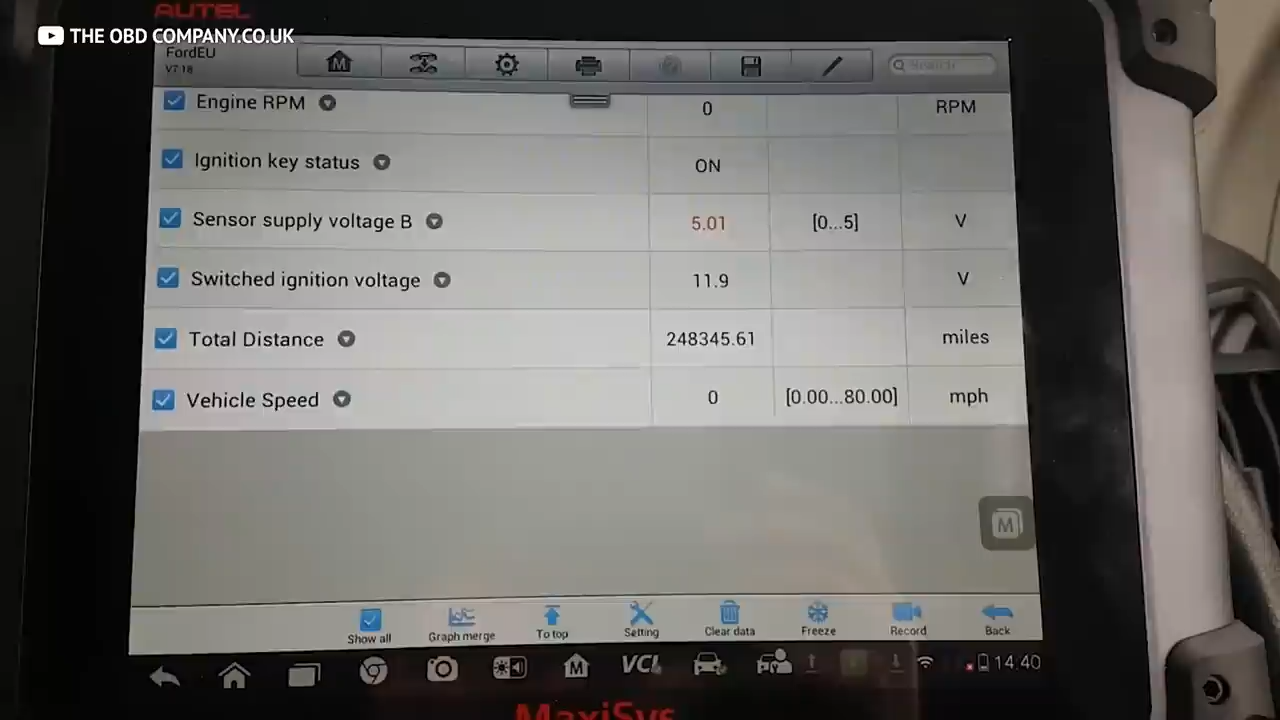 AUTEL
THE OBD COMPANY.CO.UK
FordEU
V7.18
Search
Engine RPM 0 RPM
Ignition key status ON
Sensor supply voltage B 5.01 [0...5] V
Switched ignition voltage 11.9 V
Total Distance 248345.61 miles
Vehicle Speed 0 [0.00...80.00] mph
M
Show all Graph merge To top Setting Clear data Freeze Record Back
M VCI 14:40
MaxiSys